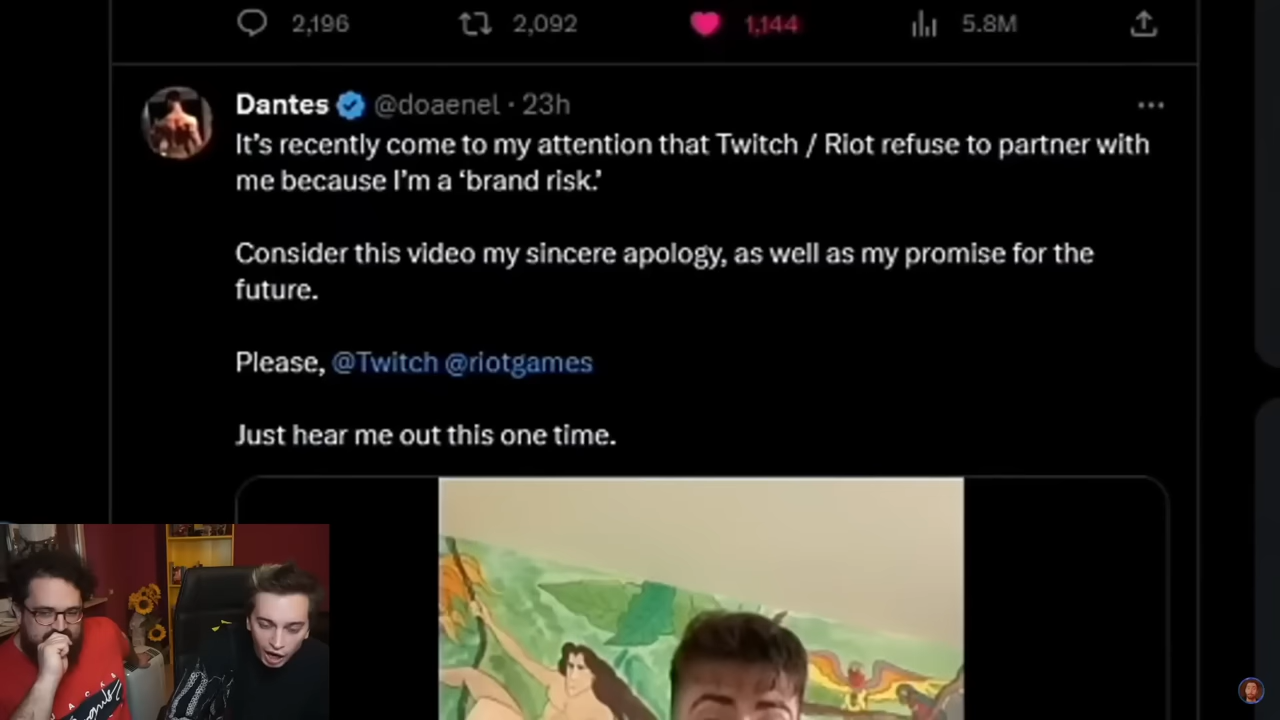 2,196 2,092 1,144 5.8M
Dantes @doaenel · 23h
It’s recently come to my attention that Twitch / Riot refuse to partner with
me because I’m a ‘brand risk.’
Consider this video my sincere apology, as well as my promise for the
future.
Please, @Twitch @riotgames
Just hear me out this one time.